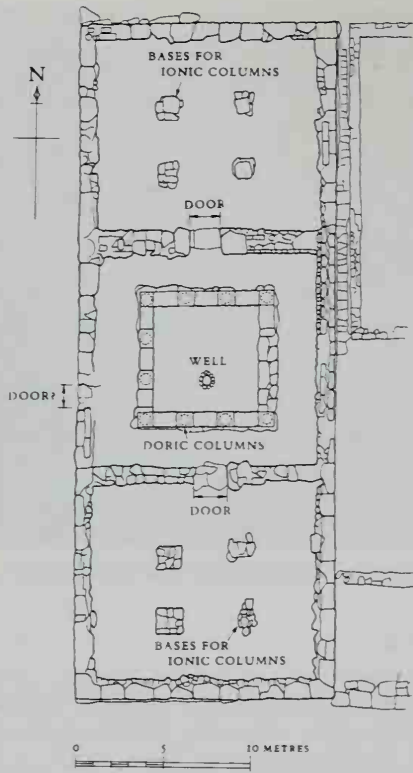 BASES FOR
IONIC COLUMNS
N
DOOR
WELL
DOOR?
DORIC COLUMNS
DOOR
BASES FOR
IONIC COLUMNS
0 5 10 METRES